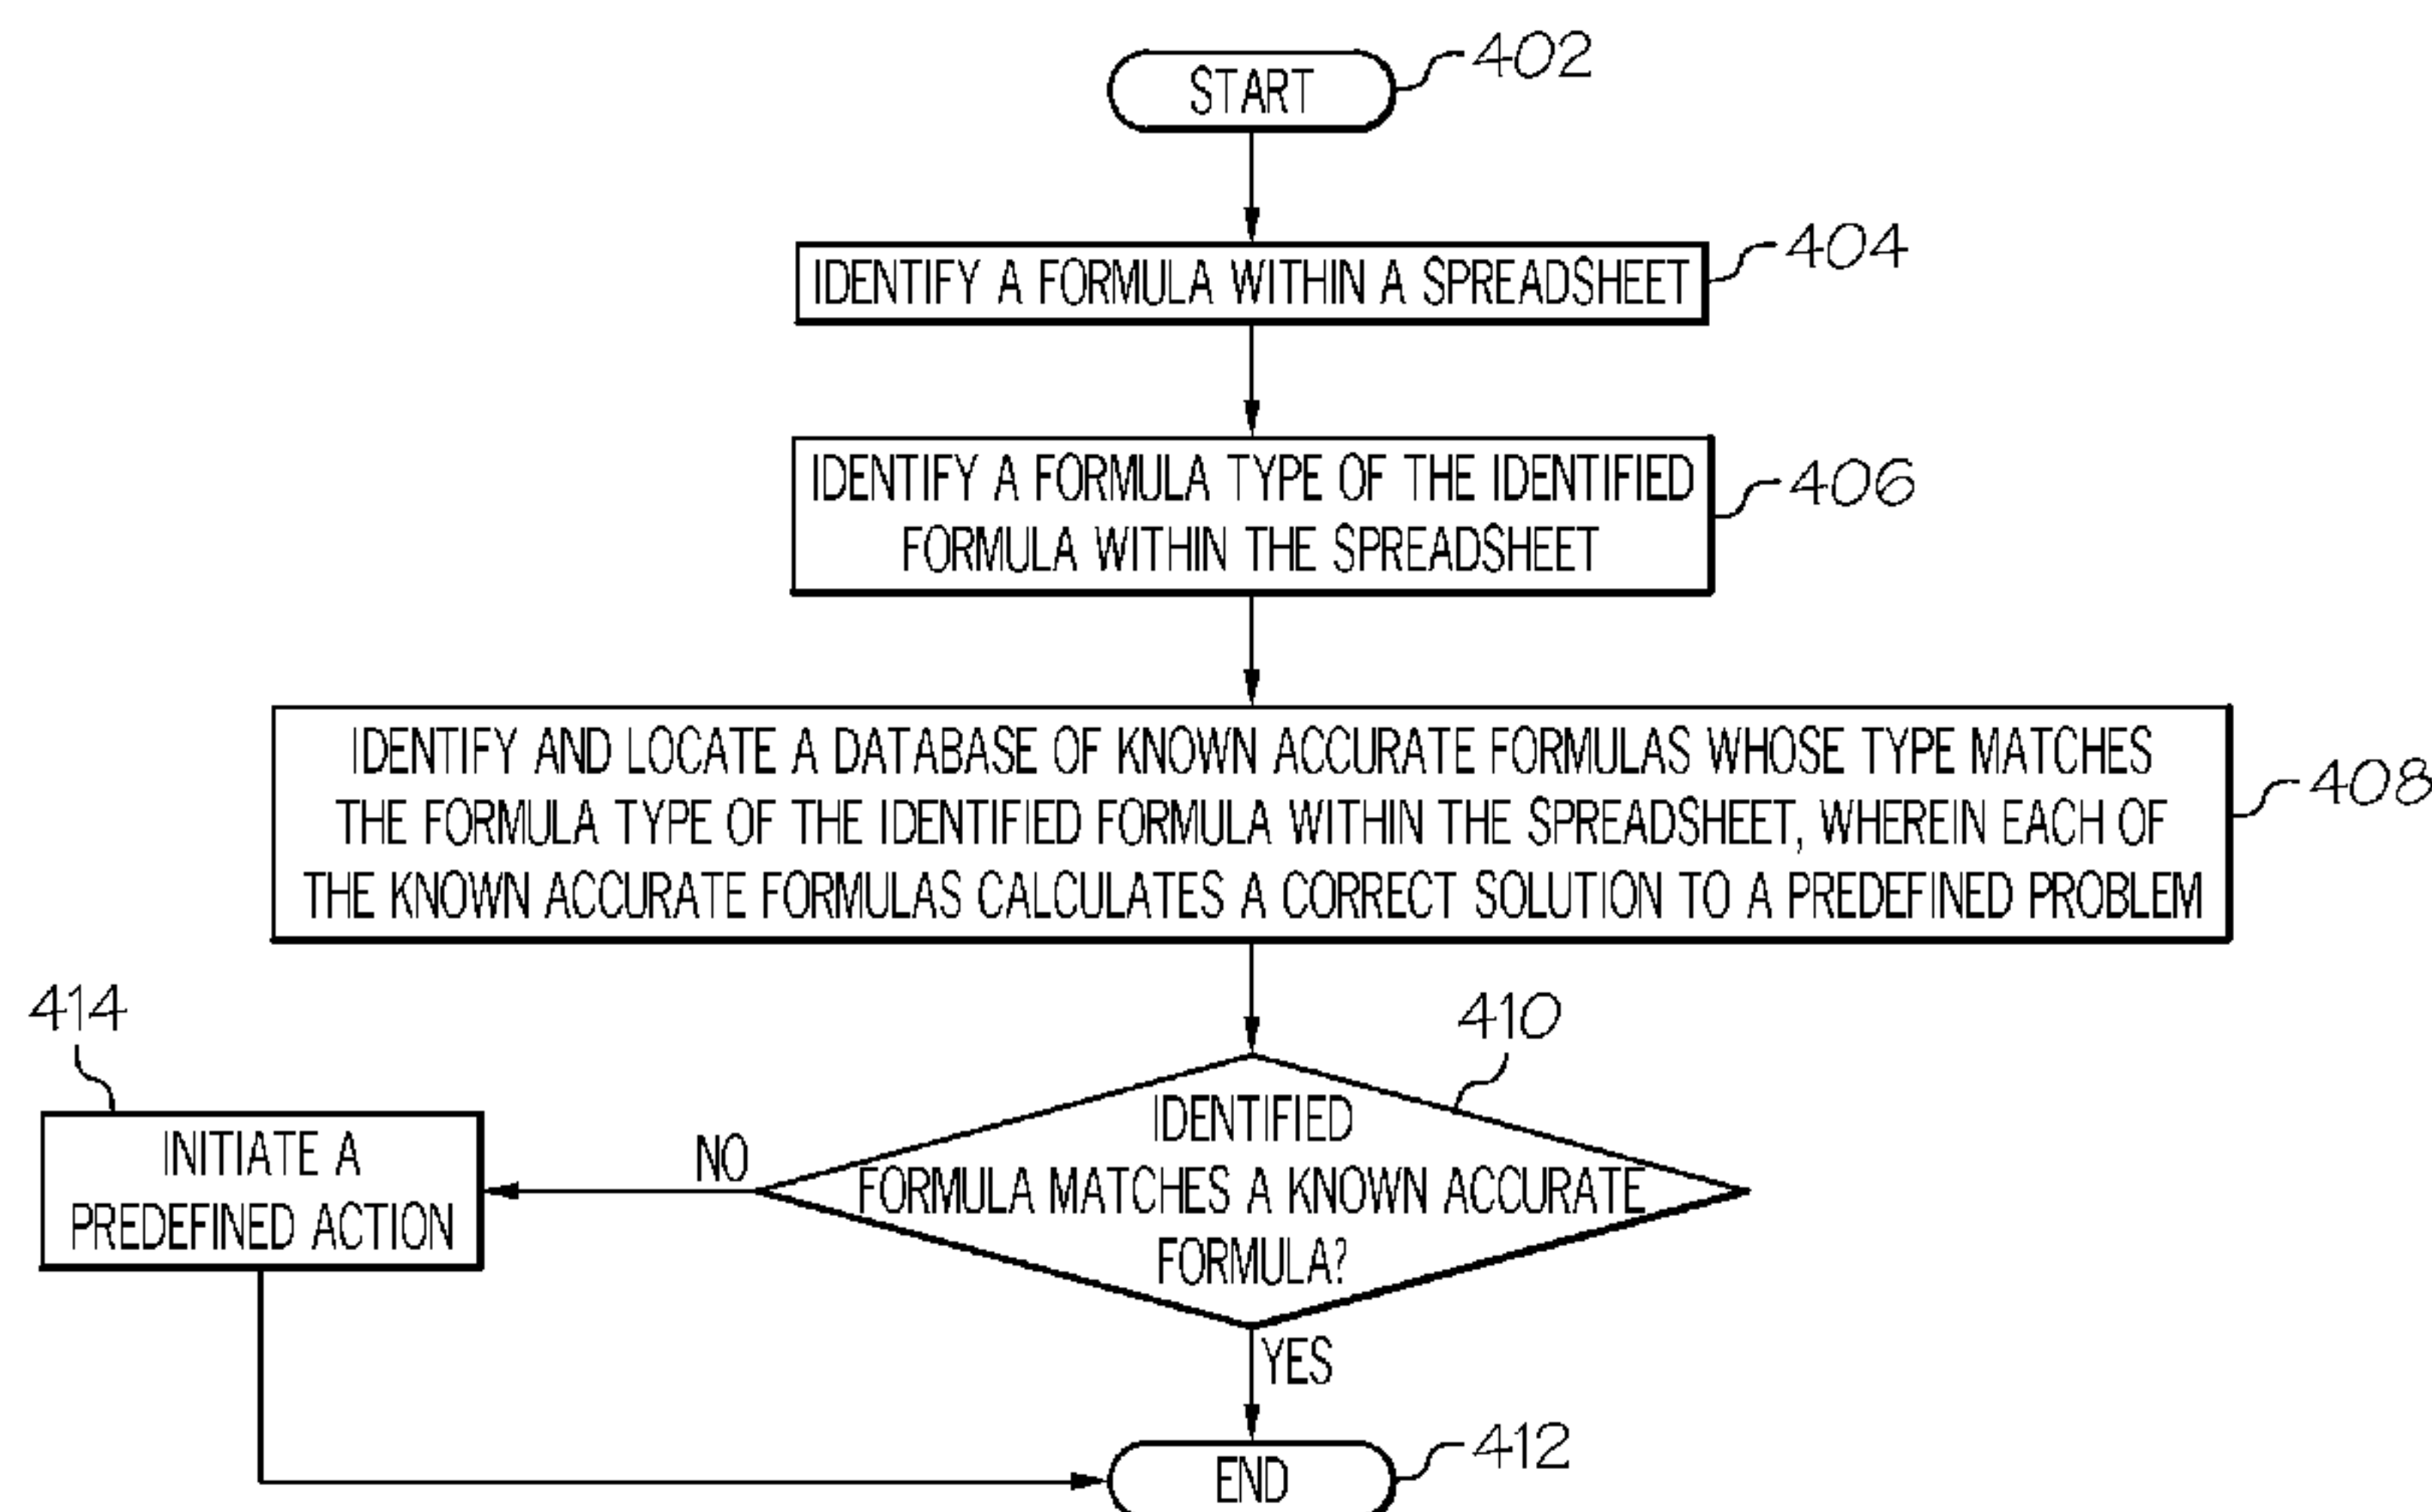 START
402
IDENTIFY A FORMULA WITHIN A SPREADSHEET
404
IDENTIFY A FORMULA TYPE OF THE IDENTIFIED
FORMULA WITHIN THE SPREADSHEET
406
IDENTIFY AND LOCATE A DATABASE OF KNOWN ACCURATE FORMULAS WHOSE TYPE MATCHES
THE FORMULA TYPE OF THE IDENTIFIED FORMULA WITHIN THE SPREADSHEET, WHEREIN EACH OF
THE KNOWN ACCURATE FORMULAS CALCULATES A CORRECT SOLUTION TO A PREDEFINED PROBLEM
408
414
INITIATE A
PREDEFINED ACTION
NO
410
IDENTIFIED
FORMULA MATCHES A KNOWN ACCURATE
FORMULA?
YES
END
412